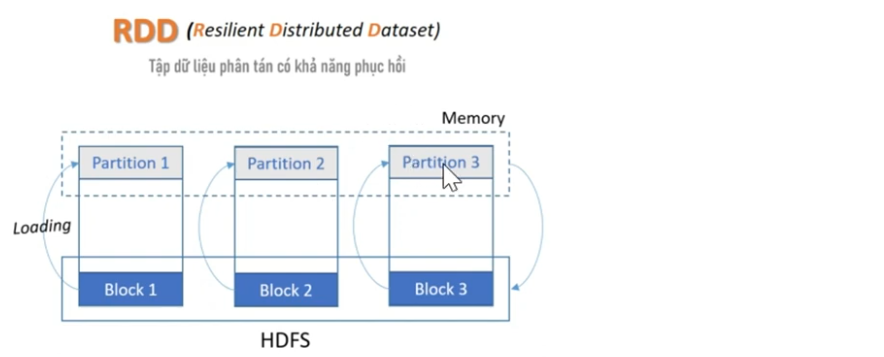 RDD (Resilient Distributed Dataset)
Tập dữ liệu phân tán có khả năng phục hồi
Memory
Partition 1
Partition 2
Partition 3
Loading
Block 1
Block 2
Block 3
HDFS